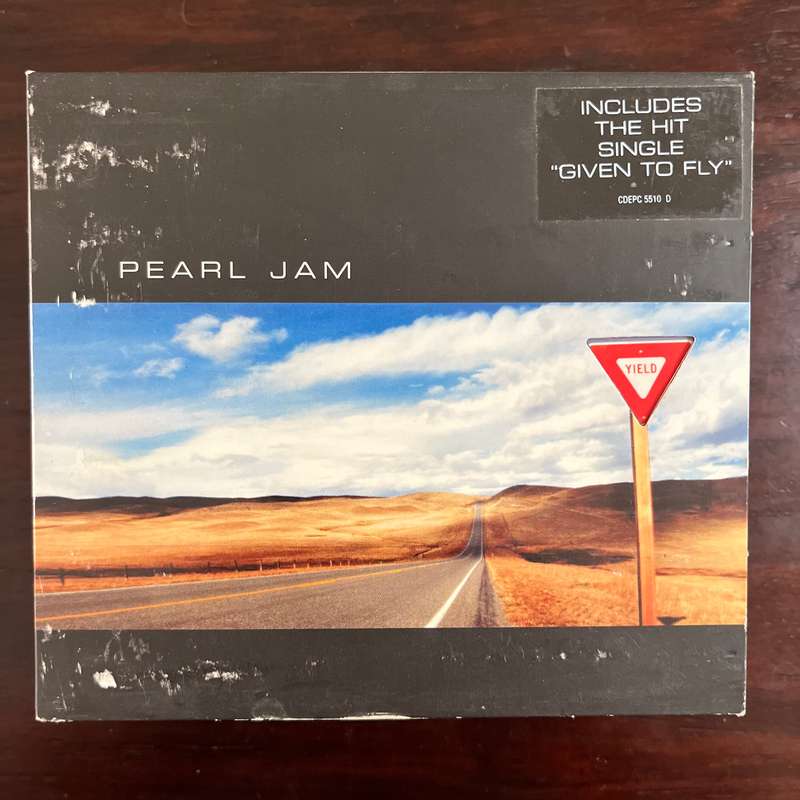 INCLUDES
THE HIT
SINGLE
"GIVEN TO FLY"
CDEPC 5510 D
PEARL JAM
YIELD